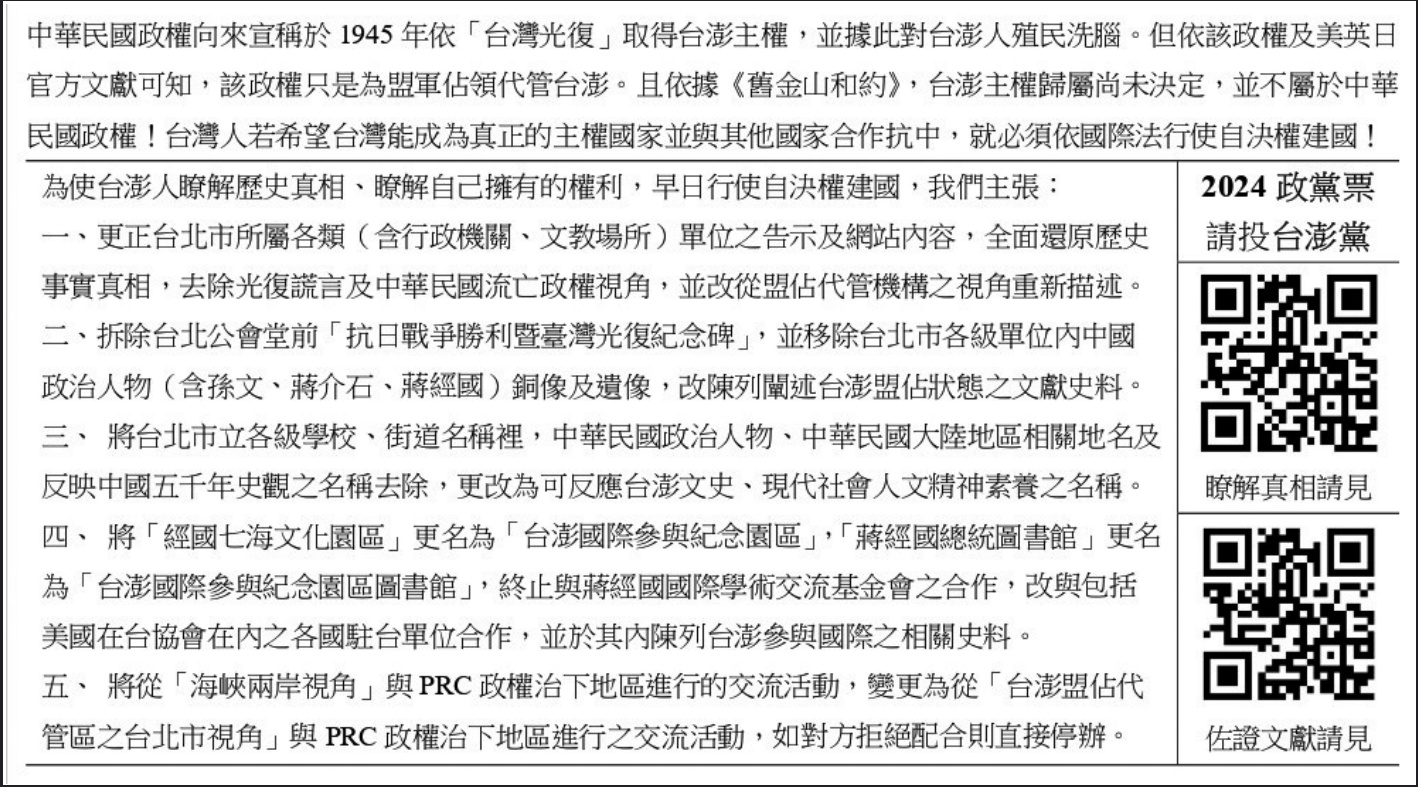 中華民國政權向來宣稱於 1945 年依「台灣光復」取得台澎主權，並據此對台澎人殖民洗腦。但依該政權及美英日
官方文獻可知，該政權只是為盟軍佔領代管台澎。且依據《舊金山和約》，台澎主權歸屬尚未決定，並不屬於中華
民國政權！台灣人若希望台灣能成為真正的主權國家並與其他國家合作抗中，就必須依國際法行使自決權建國！
為使台澎人瞭解歷史真相、瞭解自己擁有的權利，早日行使自決權建國，我們主張：
一、更正台北市所屬各類（含行政機關、文教場所）單位之告示及網站內容，全面還原歷史
事實真相，去除光復謊言及中華民國流亡政權視角，並改從盟佔代管機構之視角重新描述。
二、拆除台北公會堂前「抗日戰爭勝利暨臺灣光復紀念碑」，並移除台北市各級單位內中國
政治人物（含孫文、蔣介石、蔣經國）銅像及遺像，改陳列闡述台澎盟佔狀態之文獻史料。
三、 將台北市立各級學校、街道名稱裡，中華民國政治人物、中華民國大陸地區相關地名及
反映中國五千年史觀之名稱去除，更改為可反應台澎文史、現代社會人文精神素養之名稱。
四、 將「經國七海文化園區」更名為「台澎國際參與紀念園區」，「蔣經國總統圖書館」更名
為「台澎國際參與紀念園區圖書館」，終止與蔣經國國際學術交流基金會之合作，改與包括
美國在台協會在內之各國駐台單位合作，並於其內陳列台澎參與國際之相關史料。
五、 將從「海峽兩岸視角」與 PRC 政權治下地區進行的交流活動，變更為從「台澎盟佔代
管區之台北市視角」與 PRC 政權治下地區進行之交流活動，如對方拒絕配合則直接停辦。
2024 政黨票
請投台澎黨
瞭解真相請見
佐證文獻請見